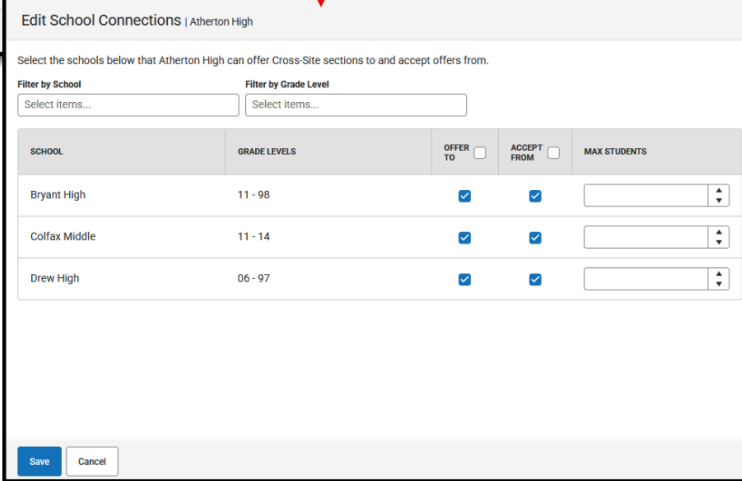 Edit School Connections | Atherton High
Select the schools below that Atherton High can offer Cross-Site sections to and accept offers from.
Filter by School Filter by Grade Level
Select items... Select items...
SCHOOL GRADE LEVELS OFFER TO ACCEPT FROM MAX STUDENTS
Bryant High 11 - 98
Colfax Middle 11 - 14
Drew High 06 - 97
Save Cancel